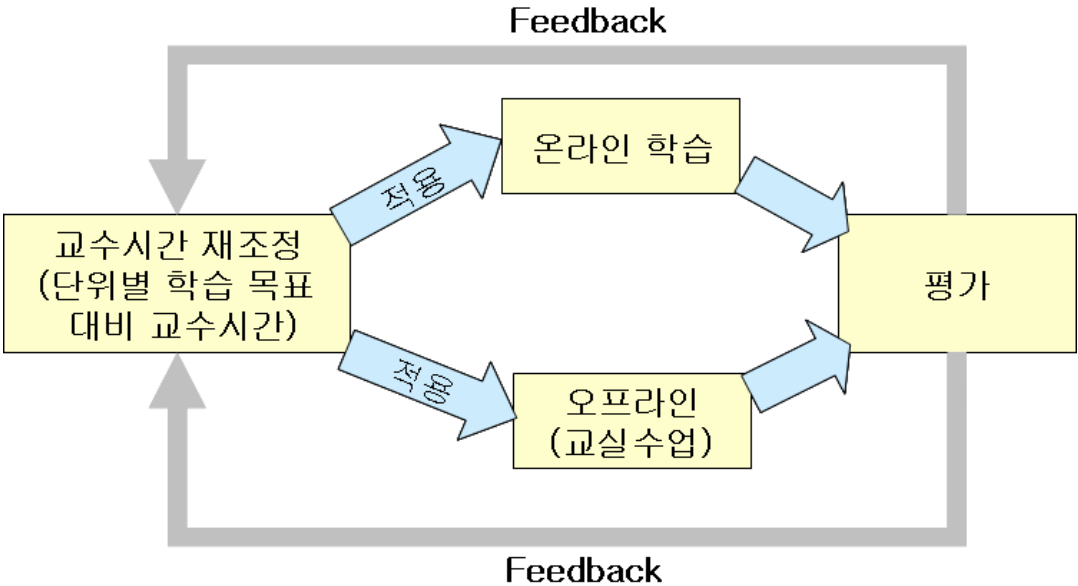 Feedback
온라인 학습
적용
교수시간 재조정
(단위별 학습 목표
대비 교수시간)
평가
적용
오프라인
(교실수업)
Feedback